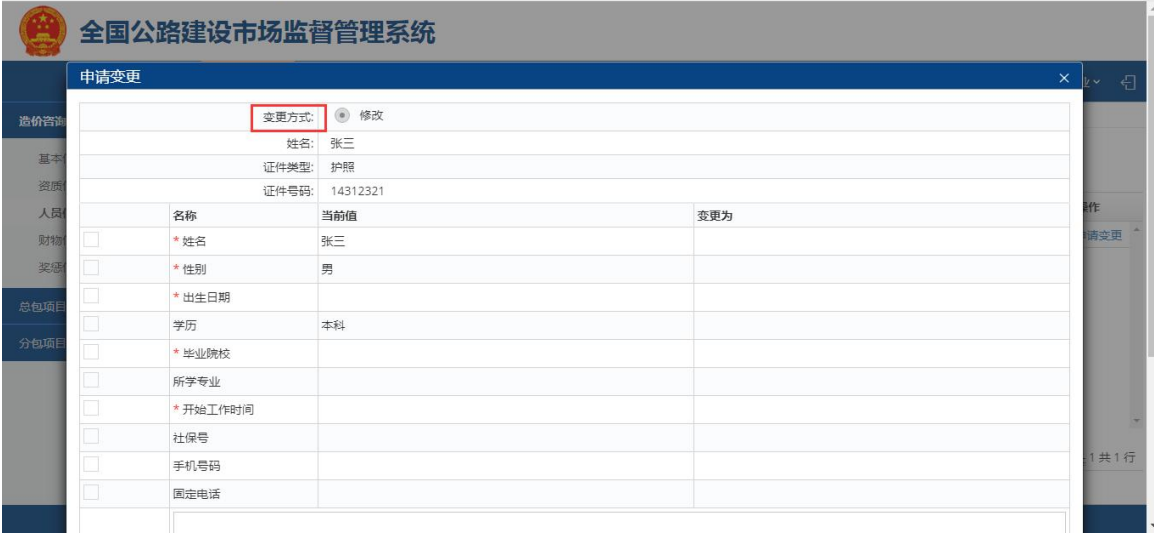 全国公路建设市场监督管理系统
申请变更 ×
造价咨询
基本
资质
人员
财物
奖惩
总包项目
分包项目
变更方式: 修改
姓名: 张三
证件类型: 护照
证件号码: 14312321
名称 当前值 变更为
* 姓名 张三
* 性别 男
* 出生日期
学历 本科
* 毕业院校
所学专业
* 开始工作时间
社保号
手机号码
固定电话
作
请变更
1 共 1 行